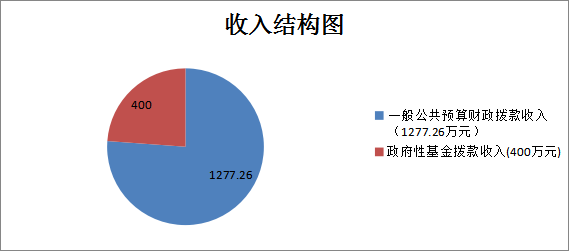 收入结构图
400
1277.26
一般公共预算财政拨款收入
（1277.26万元）
政府性基金拨款收入(400万元)